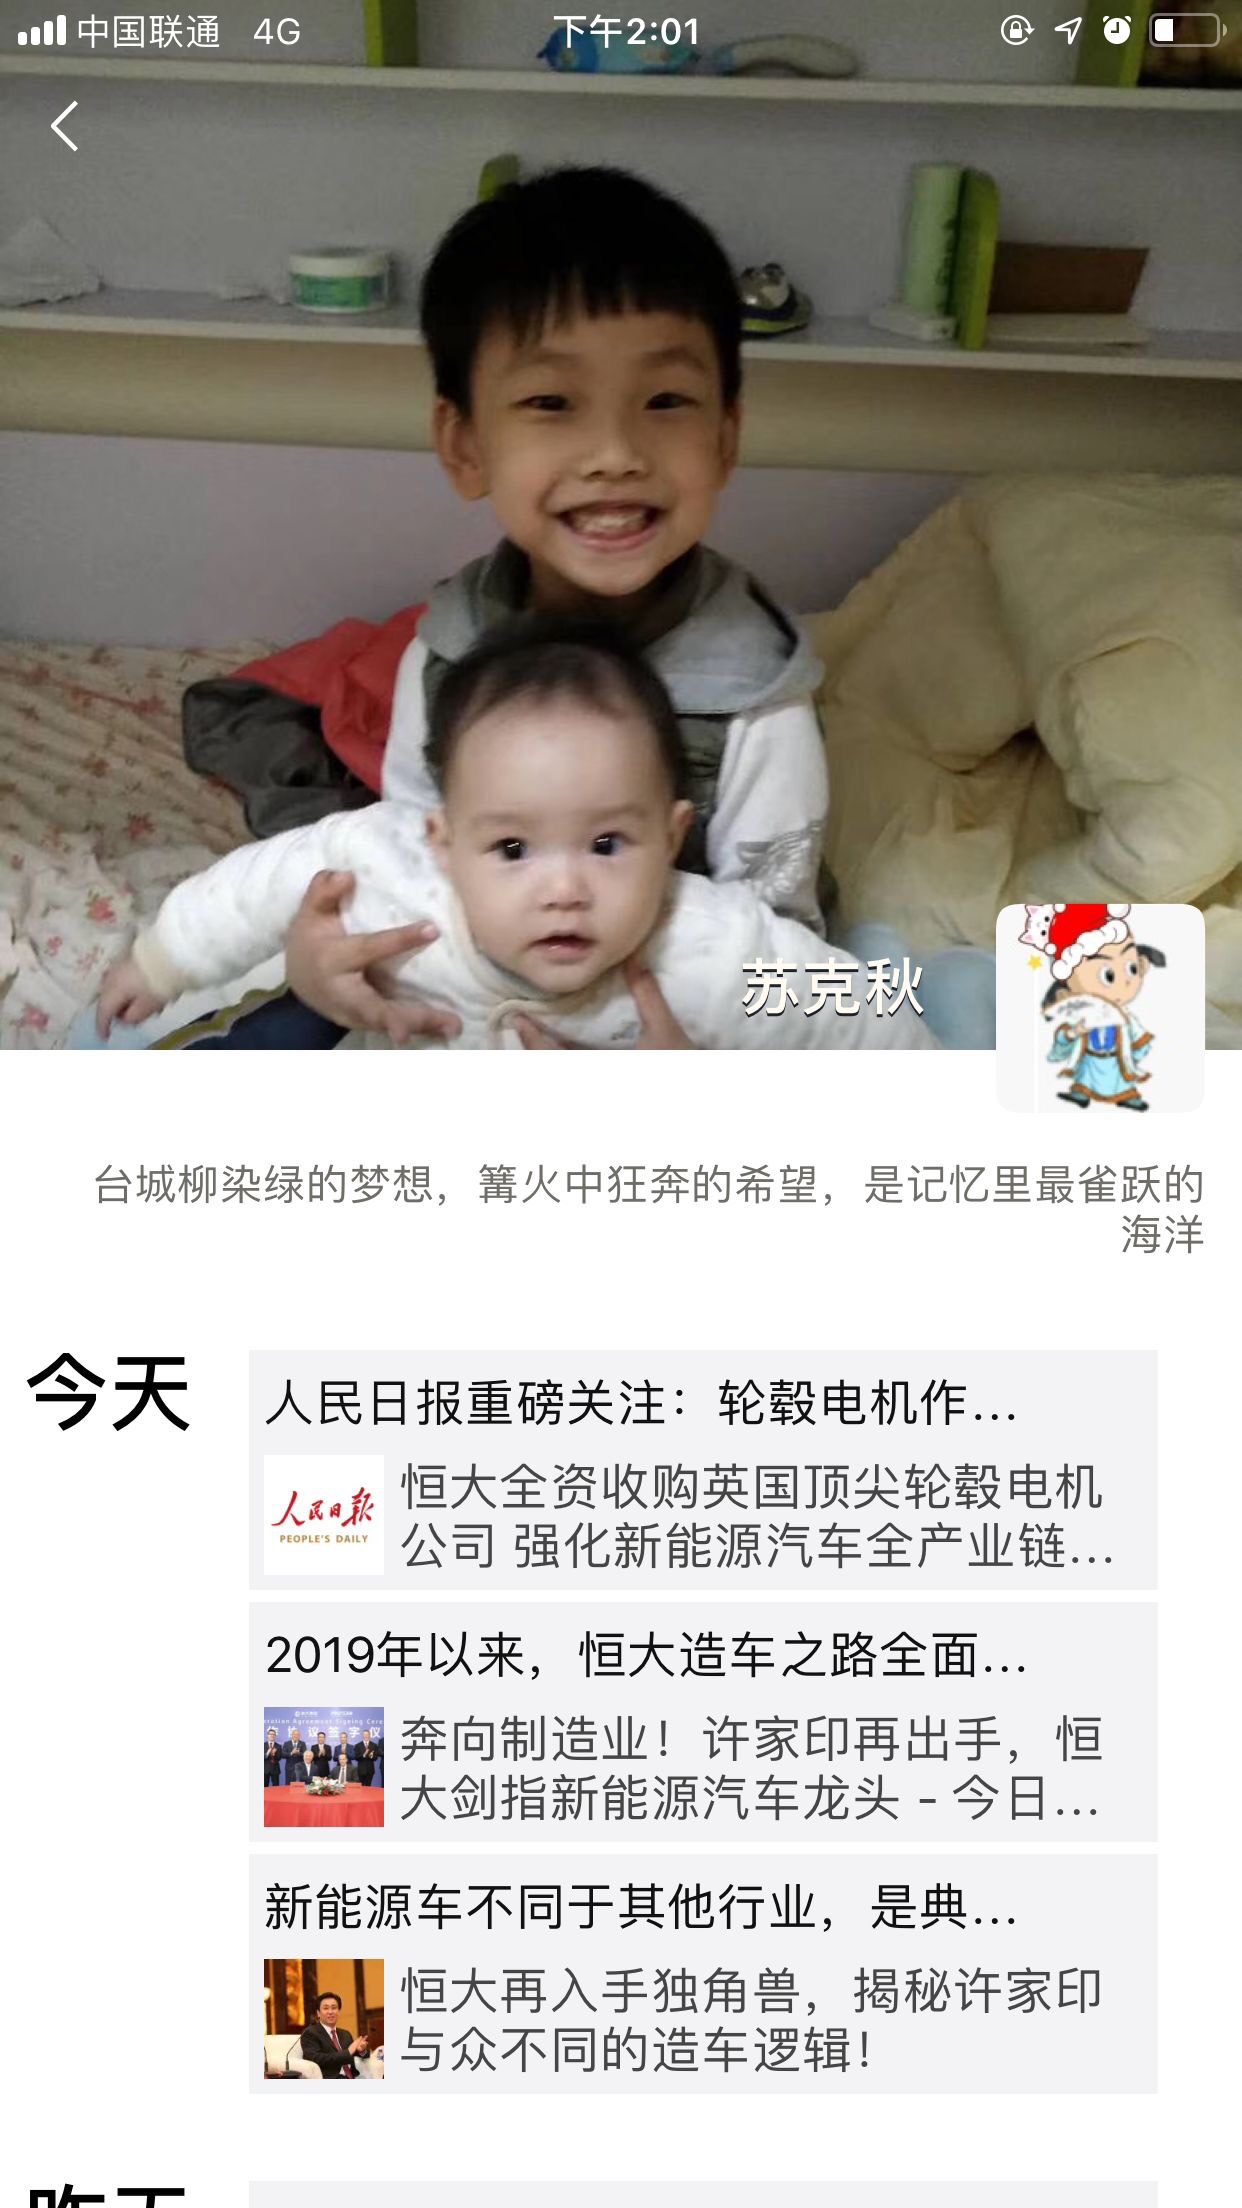 中国联通 4G 下午2:01
苏克秋
台城柳染绿的梦想，篝火中狂奔的希望，是记忆里最雀跃的
海洋
今天
人民日报重磅关注：轮毂电机作...
人民日报
PEOPLE'S DAILY
恒大全资收购英国顶尖轮毂电机
公司 强化新能源汽车全产业链...
2019年以来，恒大造车之路全面...
奔向制造业！许家印再出手，恒
大剑指新能源汽车龙头 - 今日...
新能源车不同于其他行业，是典...
恒大再入手独角兽，揭秘许家印
与众不同的造车逻辑！
昨天